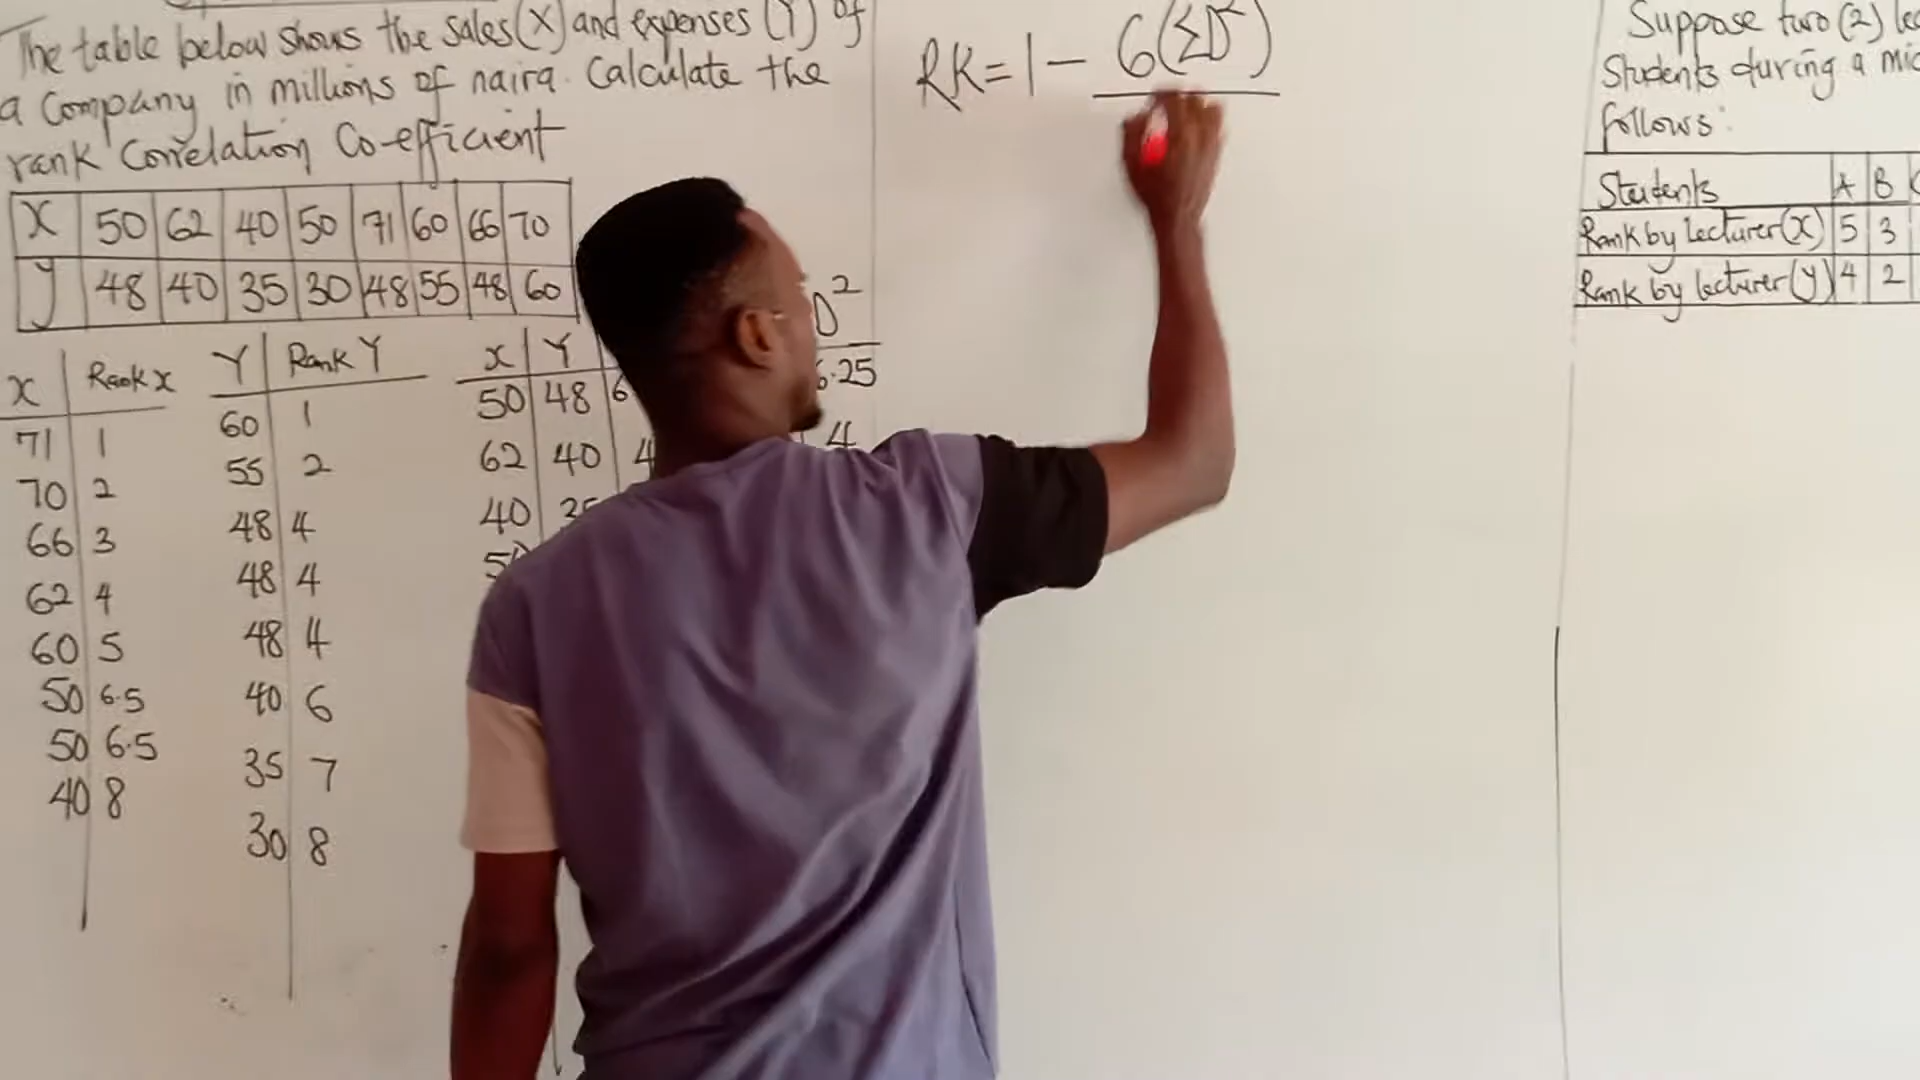 The table below shows the sales(X) and expenses (Y) of
a Company in millions of naira. Calculate the
rank Correlation Co-efficient
X 50 62 40 50 71 60 66 70
Y 48 40 35 30 48 55 48 60
X Rank x
71 1
70 2
66 3
62 4
60 5
50 6.5
50 6.5
40 8
Y Rank Y
60 1
55 2
48 4
48 4
48 4
40 6
35 7
30 8
X Y D²
50 48 6 6.25
62 40 4 4
40
RK=1- 6(ΣD²)
Suppose two (2)
Students during a
follows:
Students A B
Rank by Lecturer(X) 5 3
Rank by lecturer(y) 4 2